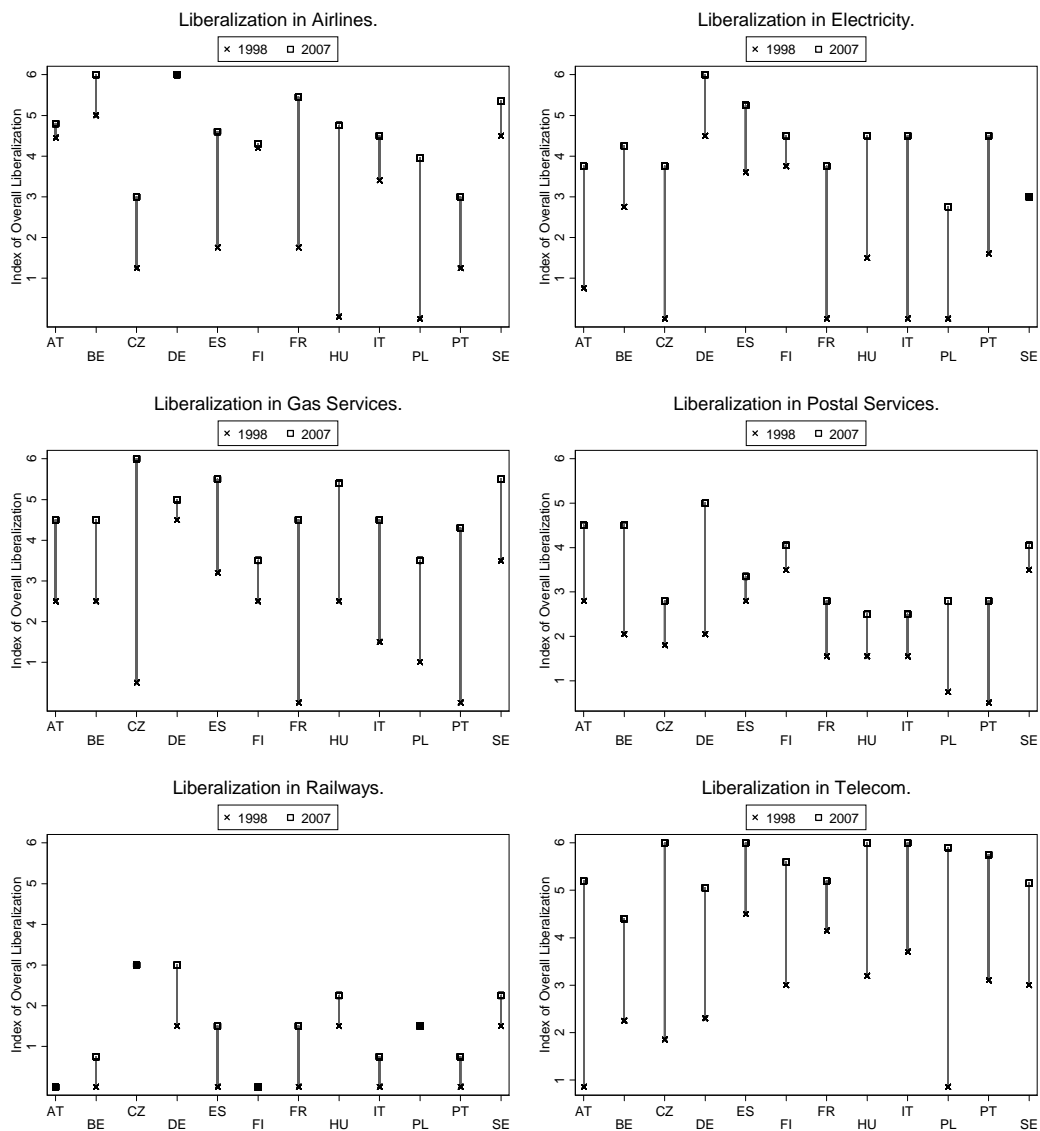 Liberalization in Airlines.
× 1998 □ 2007
Index of Overall Liberalization
6
5
4
3
2
1
AT BE CZ DE ES FI FR HU IT PL PT SE
Liberalization in Electricity.
× 1998 □ 2007
Index of Overall Liberalization
6
5
4
3
2
1
AT BE CZ DE ES FI FR HU IT PL PT SE
Liberalization in Gas Services.
× 1998 □ 2007
Index of Overall Liberalization
6
5
4
3
2
1
AT BE CZ DE ES FI FR HU IT PL PT SE
Liberalization in Postal Services.
× 1998 □ 2007
Index of Overall Liberalization
6
5
4
3
2
1
AT BE CZ DE ES FI FR HU IT PL PT SE
Liberalization in Railways.
× 1998 □ 2007
Index of Overall Liberalization
6
5
4
3
2
1
AT BE CZ DE ES FI FR HU IT PL PT SE
Liberalization in Telecom.
× 1998 □ 2007
Index of Overall Liberalization
6
5
4
3
2
1
AT BE CZ DE ES FI FR HU IT PL PT SE